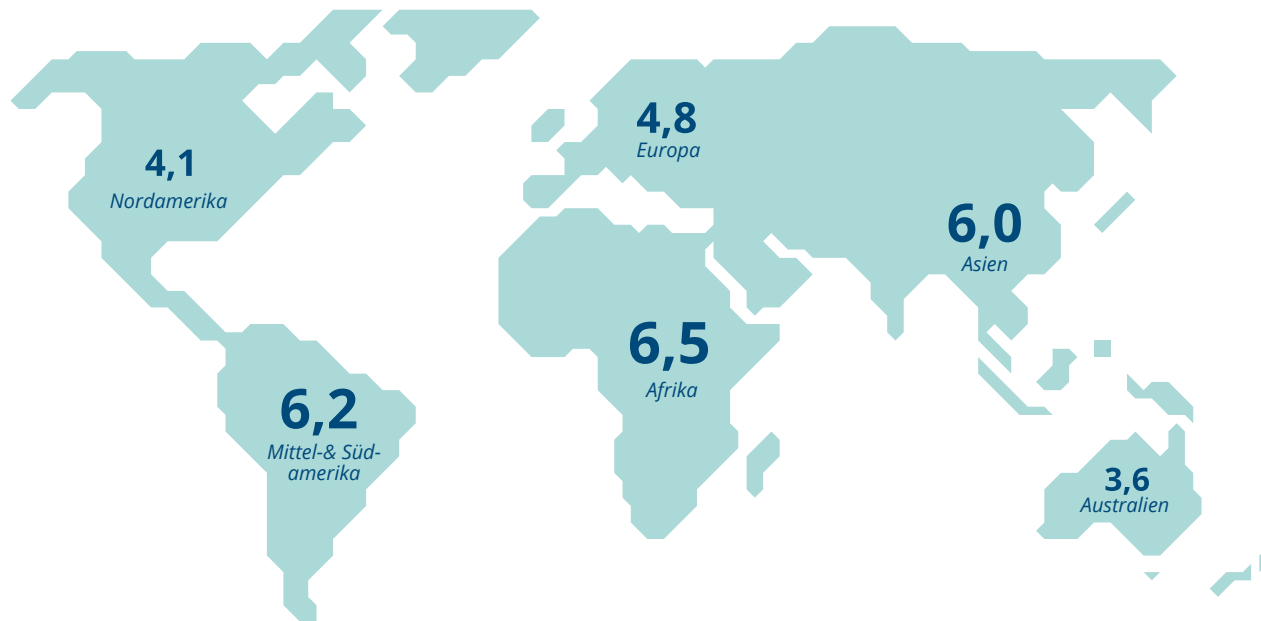 4,8
Europa
4,1
Nordamerika
6,0
Asien
6,5
Afrika
6,2
Mittel-& Süd-
amerika
3,6
Australien